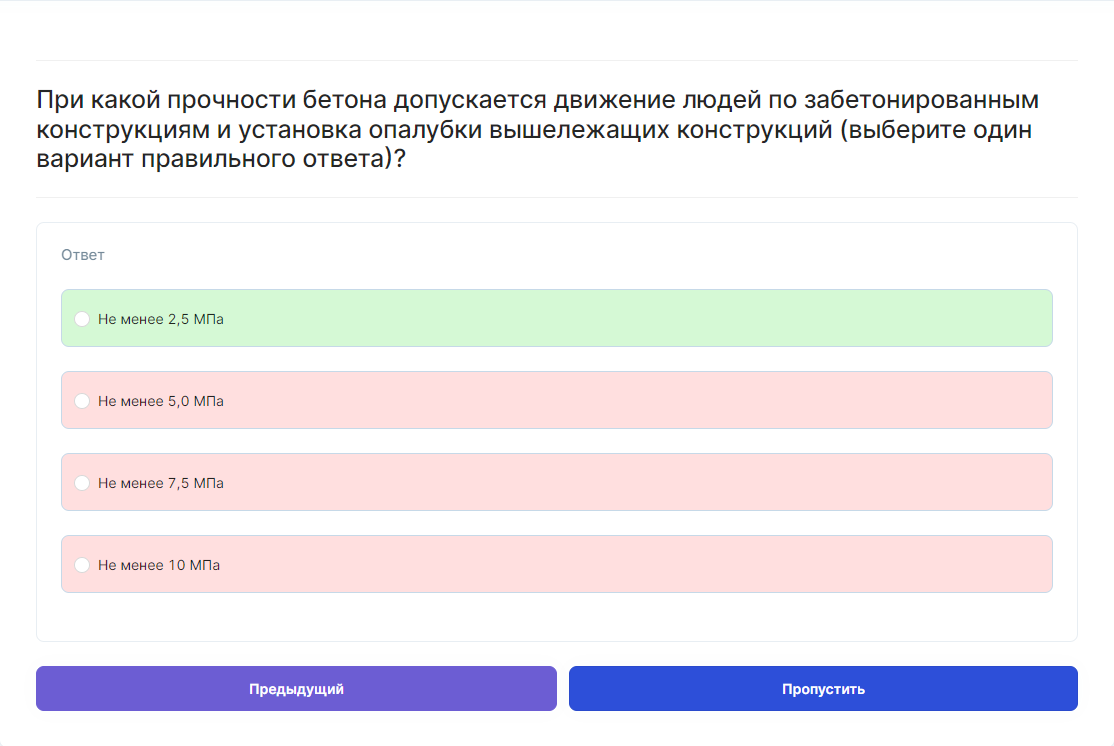 При какой прочности бетона допускается движение людей по забетонированным
конструкциям и установка опалубки вышележащих конструкций (выберите один
вариант правильного ответа)?
Ответ
Не менее 2,5 МПа
Не менее 5,0 МПа
Не менее 7,5 МПа
Не менее 10 МПа
Предыдущий
Пропустить